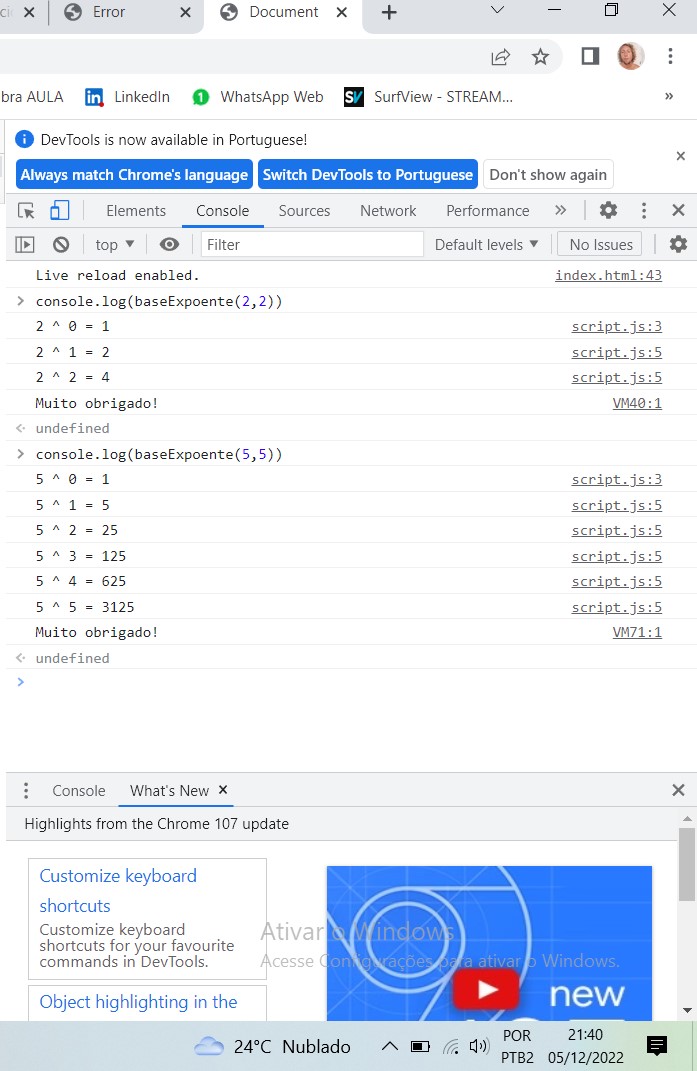 Error
Document
bra AULA
LinkedIn
WhatsApp Web
SurfView - STREAM...
»
DevTools is now available in Portuguese!
Always match Chrome's language
Switch DevTools to Portuguese
Don't show again
Elements
Console
Sources
Network
Performance
»
top
Filter
Default levels
No Issues
Live reload enabled. index.html:43
> console.log(baseExpoente(2,2))
2 ^ 0 = 1 script.js:3
2 ^ 1 = 2 script.js:5
2 ^ 2 = 4 script.js:5
Muito obrigado! VM40:1
undefined
> console.log(baseExpoente(5,5))
5 ^ 0 = 1 script.js:3
5 ^ 1 = 5 script.js:5
5 ^ 2 = 25 script.js:5
5 ^ 3 = 125 script.js:5
5 ^ 4 = 625 script.js:5
5 ^ 5 = 3125 script.js:5
Muito obrigado! VM71:1
undefined
>
Console
What's New
Highlights from the Chrome 107 update
Customize keyboard
shortcuts
Customize keyboard
shortcuts for your favourite
commands in DevTools.
Object highlighting in the
new
Ativar o Windows
Acesse Configurações para ativar o Windows.
24°C Nublado
POR
PTB2
21:40
05/12/2022